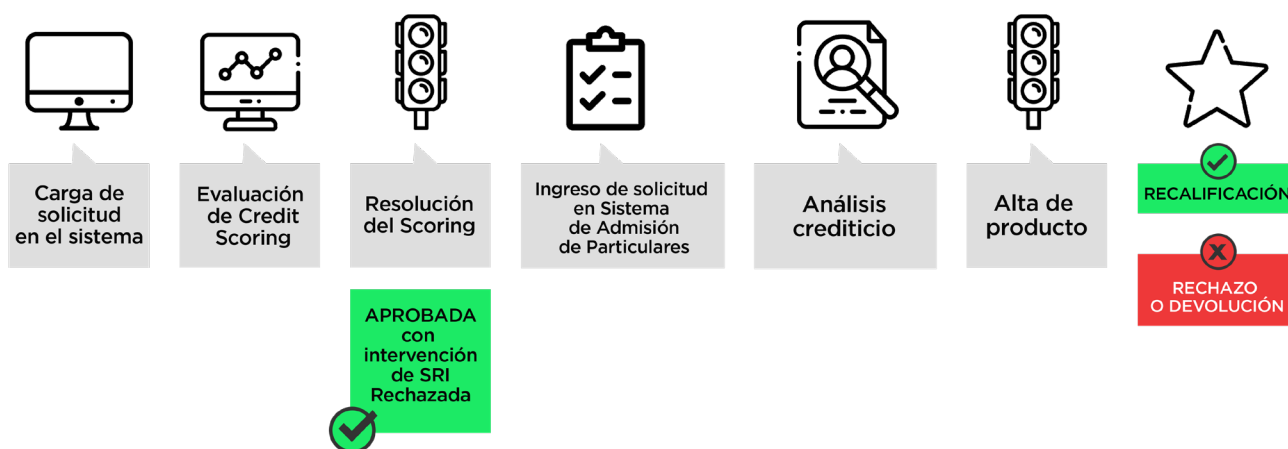 Carga de
solicitud
en el sistema
Evaluación
de Credit
Scoring
Resolución
del Scoring
Ingreso de solicitud
en Sistema
de Admisión
de Particulares
Análisis
crediticio
Alta de
producto
RECALIFICACIÓN
RECHAZO
O DEVOLUCIÓN
APROBADA
con
intervención
de SRI
Rechazada